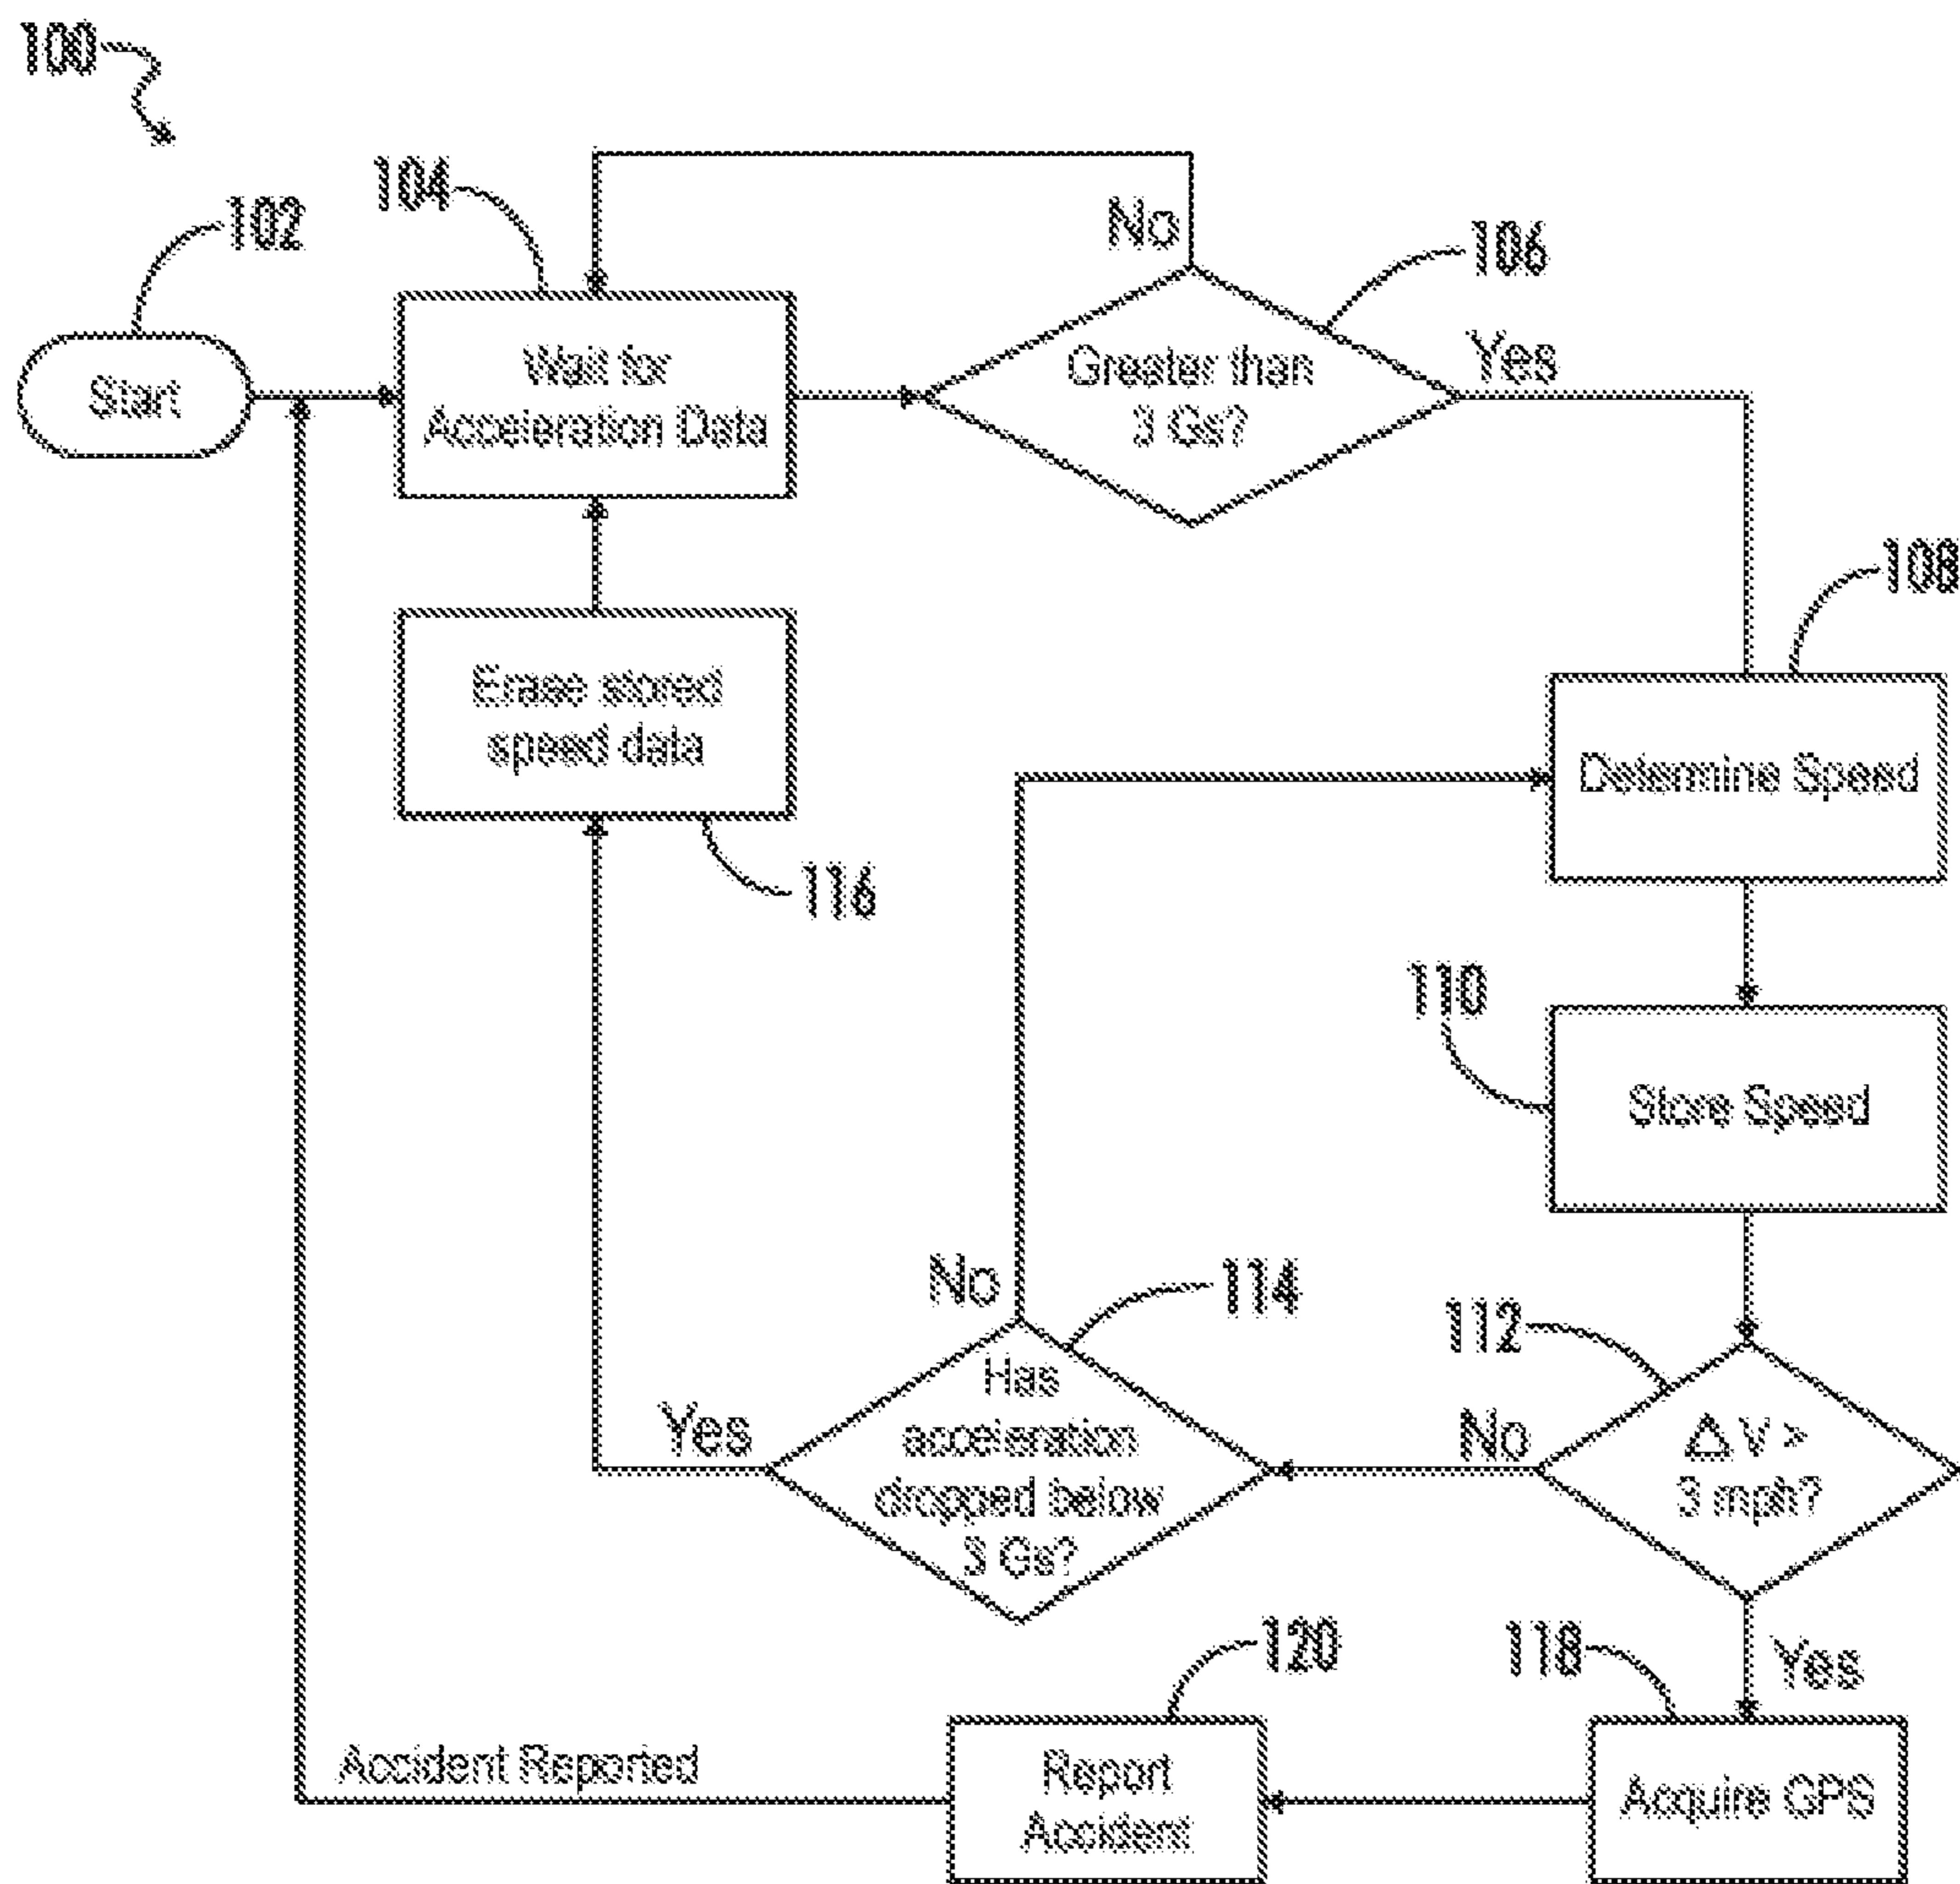 100
102
104
No
106
Start
Wait for
Acceleration Data
Greater than
3 Gs?
Yes
108
Erase stored
speed data
116
Determine Speed
110
Store Speed
No
114
112
Has
acceleration
dropped below
3 Gs?
Yes
No
Δ V >
3 mph?
120
118
Yes
Accident Reported
Report
Accident
Acquire GPS